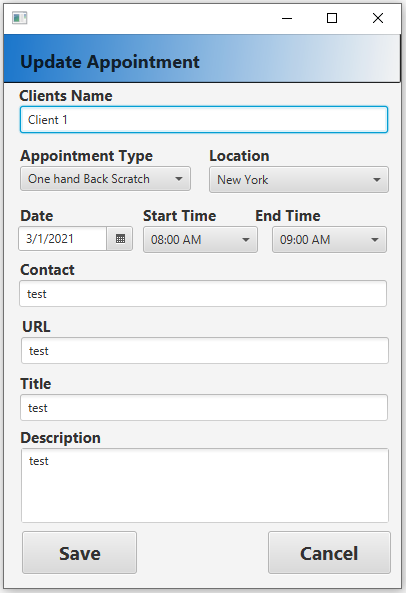 Update Appointment
Clients Name
Client 1
Appointment Type Location
One hand Back Scratch New York
Date Start Time End Time
3/1/2021 08:00 AM 09:00 AM
Contact
test
URL
test
Title
test
Description
test
Save Cancel